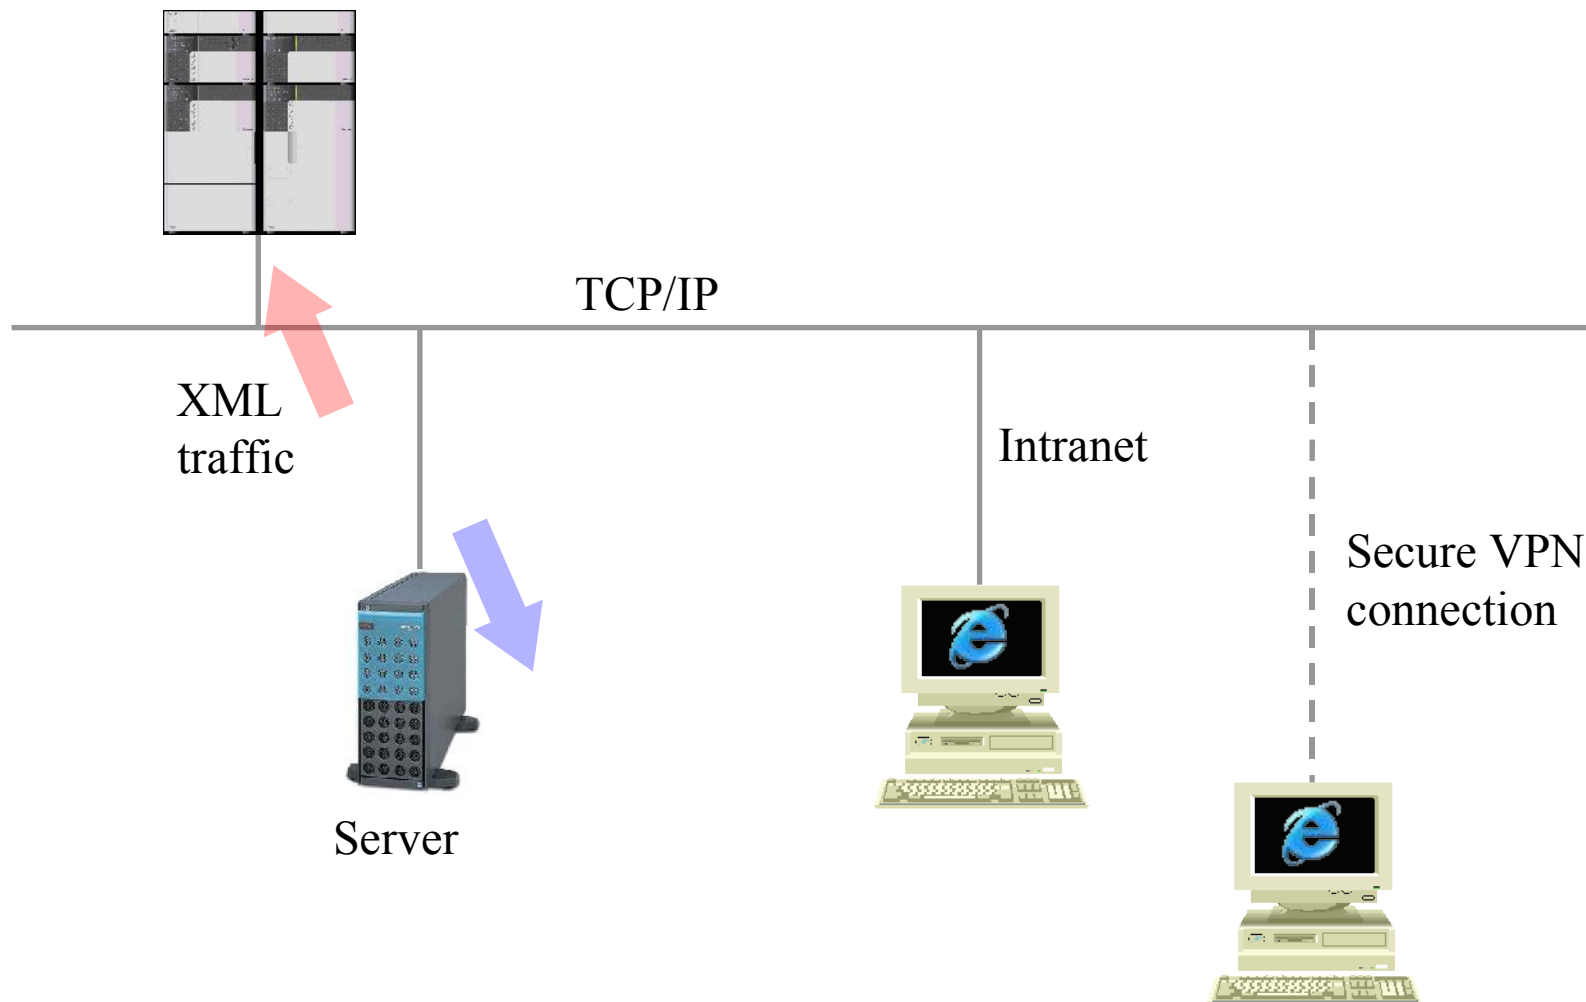 TCP/IP
XML
traffic
Intranet
Secure VPN
connection
Server